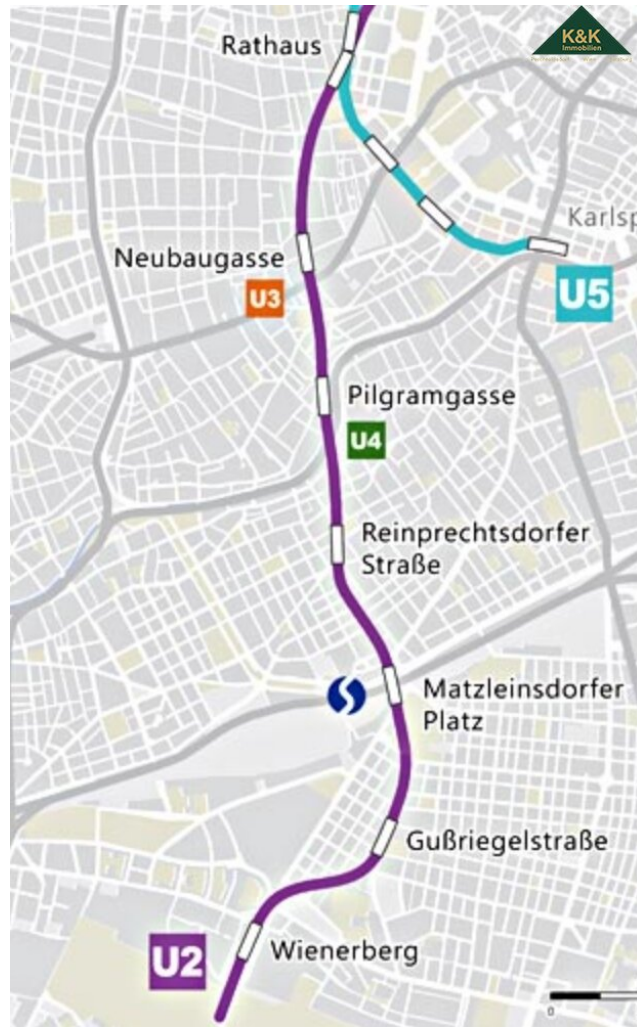 K&K
Immobilien
Rathaus
Karlsp
Neubaugasse
U3
U5
Pilgramgasse
U4
Reinprechtsdorfer
Straße
Matzleinsdorfer
Platz
Gußriegelstraße
U2
Wienerberg
0